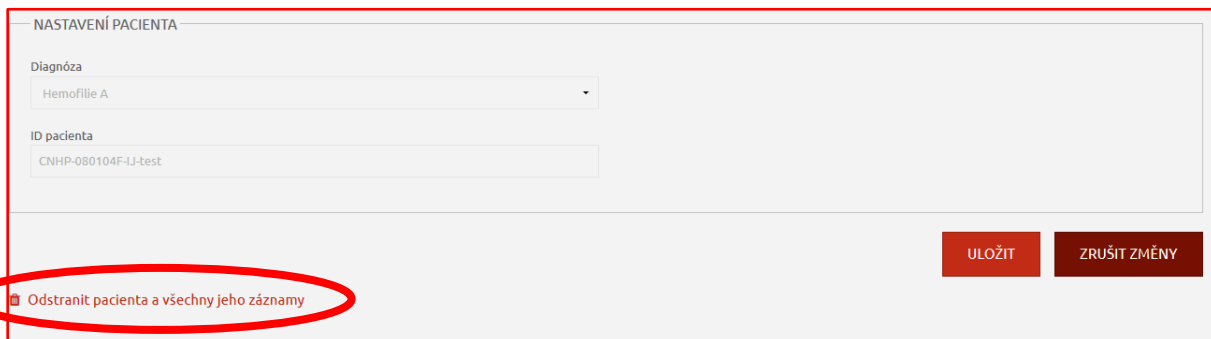 NASTAVENÍ PACIENTA
Diagnóza
Hemofilie A
ID pacienta
CNHP-080104F-IJ-test
ULOŽIT
ZRUŠIT ZMĚNY
Odstranit pacienta a všechny jeho záznamy